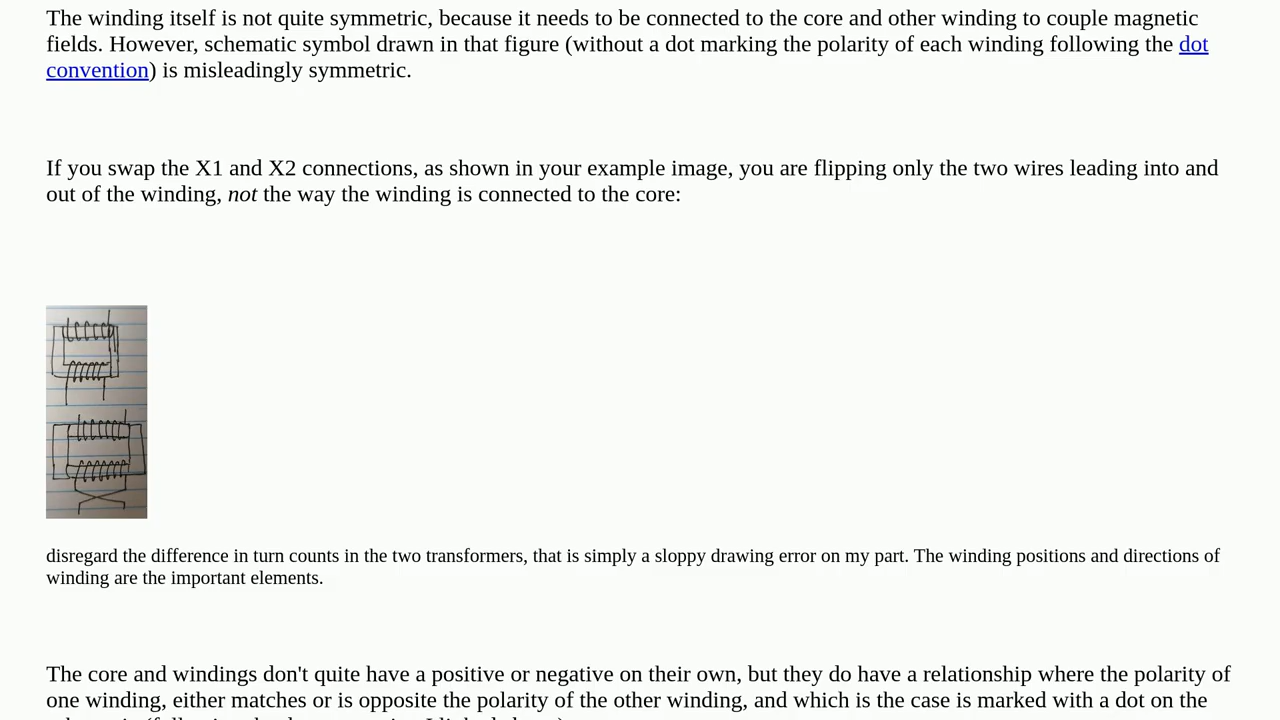 The winding itself is not quite symmetric, because it needs to be connected to the core and other winding to couple magnetic
fields. However, schematic symbol drawn in that figure (without a dot marking the polarity of each winding following the dot
convention) is misleadingly symmetric.
If you swap the X1 and X2 connections, as shown in your example image, you are flipping only the two wires leading into and
out of the winding, not the way the winding is connected to the core:
disregard the difference in turn counts in the two transformers, that is simply a sloppy drawing error on my part. The winding positions and directions of
winding are the important elements.
The core and windings don't quite have a positive or negative on their own, but they do have a relationship where the polarity of
one winding, either matches or is opposite the polarity of the other winding, and which is the case is marked with a dot on the